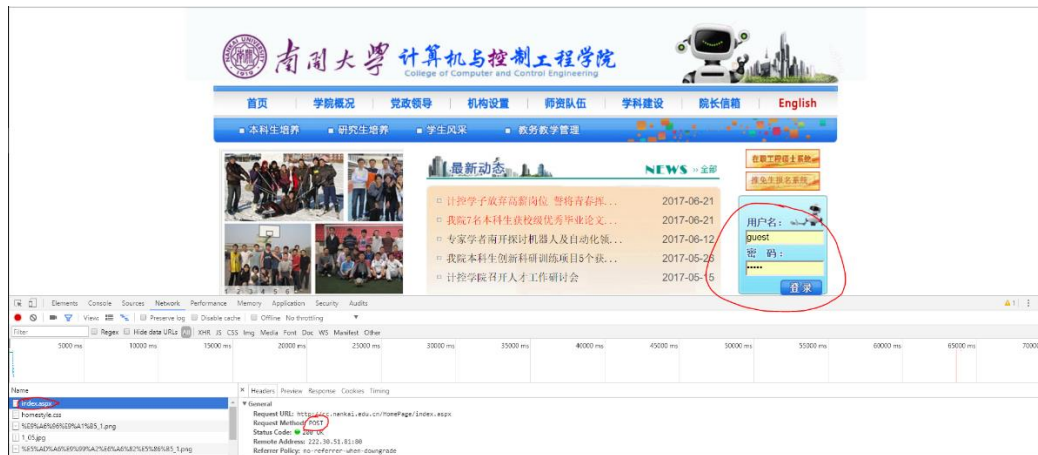 NANKAI UNIVERSITY
1919
南開大學 计算机与控制工程学院
College of Computer and Control Engineering
首页 学院概况 党政领导 机构设置 师资队伍 学科建设 院长信箱 English
本科生培养 研究生培养 学生风采 教务教学管理
最新动态 NEWS 全部
在职工程硕士系统
推免生报名系统
计控学子放弃高薪岗位 誓将青春挥... 2017-06-21
我院7名本科生获校级优秀毕业论文... 2017-06-21
专家学者南开探讨机器人及自动化领... 2017-06-12
我院本科生创新科研训练项目5个获... 2017-05-26
计控学院召开人才工作研讨会 2017-05-15
1 2 3 4 5 6
用户名:
guest
密 码:
•••••
登录
Elements Console Sources Network Performance Memory Application Security Audits
1
View: Preserve log Disable cache Offline No throttling
Filter Regex Hide data URLs All XHR JS CSS Img Media Font Doc WS Manifest Other
5000 ms 10000 ms 15000 ms 20000 ms 25000 ms 30000 ms 35000 ms 40000 ms 45000 ms 50000 ms 55000 ms 60000 ms 65000 ms 7000
Name
index.aspx
homestyle.css
1_05.jpg
× Headers Preview Response Cookies Timing
General
Request URL: http://cc.nankai.edu.cn/HomePage/index.aspx
Request Method: POST
Status Code: 200 OK
Remote Address: 222.30.51.81:80
Referrer Policy: no-referrer-when-downgrade